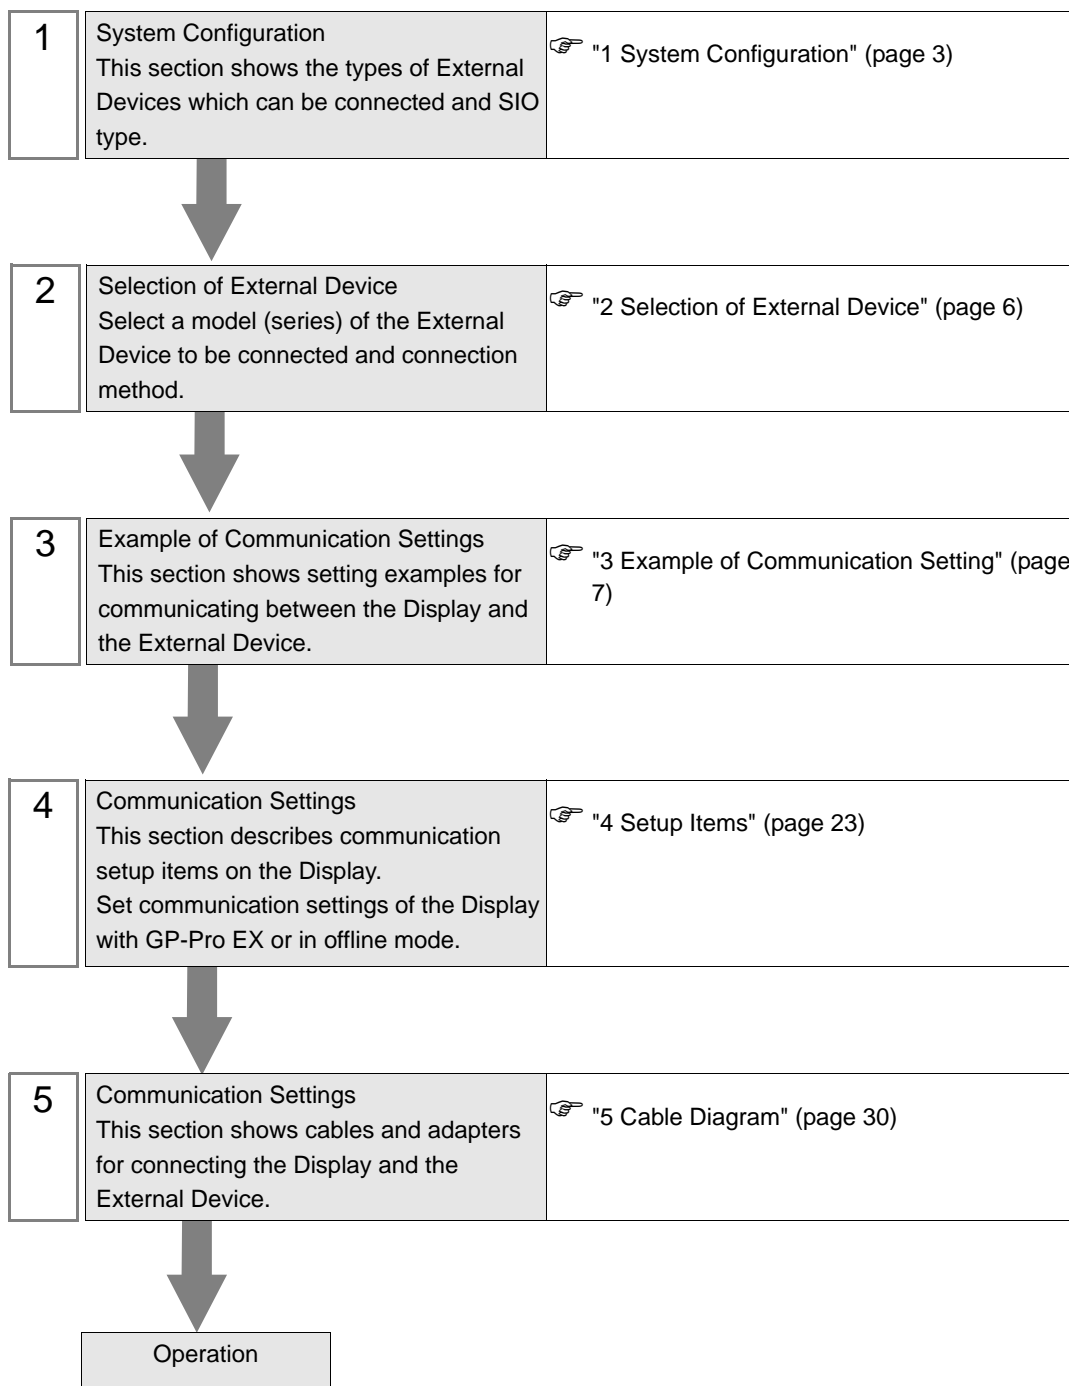 1
System Configuration
This section shows the types of External
Devices which can be connected and SIO
type.
"1 System Configuration" (page 3)
2
Selection of External Device
Select a model (series) of the External
Device to be connected and connection
method.
"2 Selection of External Device" (page 6)
3
Example of Communication Settings
This section shows setting examples for
communicating between the Display and
the External Device.
"3 Example of Communication Setting" (page
7)
4
Communication Settings
This section describes communication
setup items on the Display.
Set communication settings of the Display
with GP-Pro EX or in offline mode.
"4 Setup Items" (page 23)
5
Communication Settings
This section shows cables and adapters
for connecting the Display and the
External Device.
"5 Cable Diagram" (page 30)
Operation